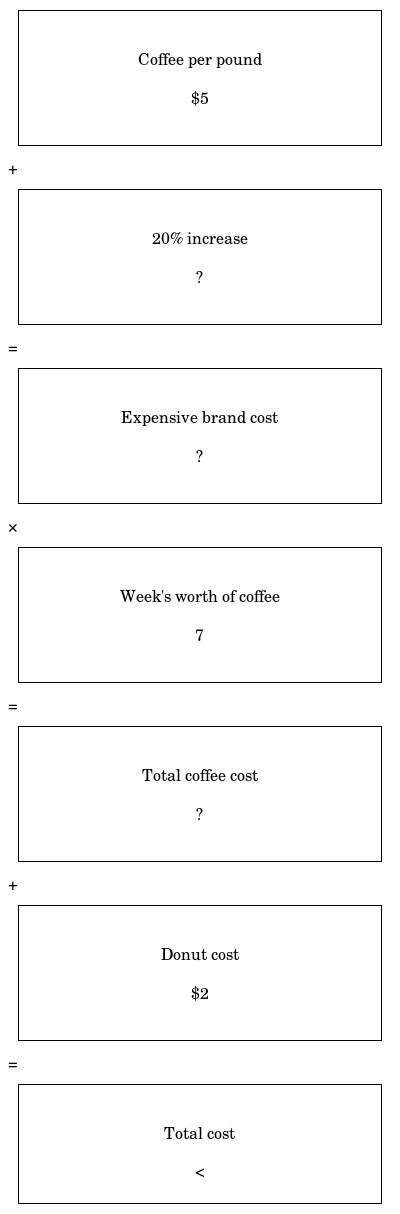 Coffee per pound
$5
+
20% increase
?
=
Expensive brand cost
?
×
Week's worth of coffee
7
=
Total coffee cost
?
+
Donut cost
$2
=
Total cost
<